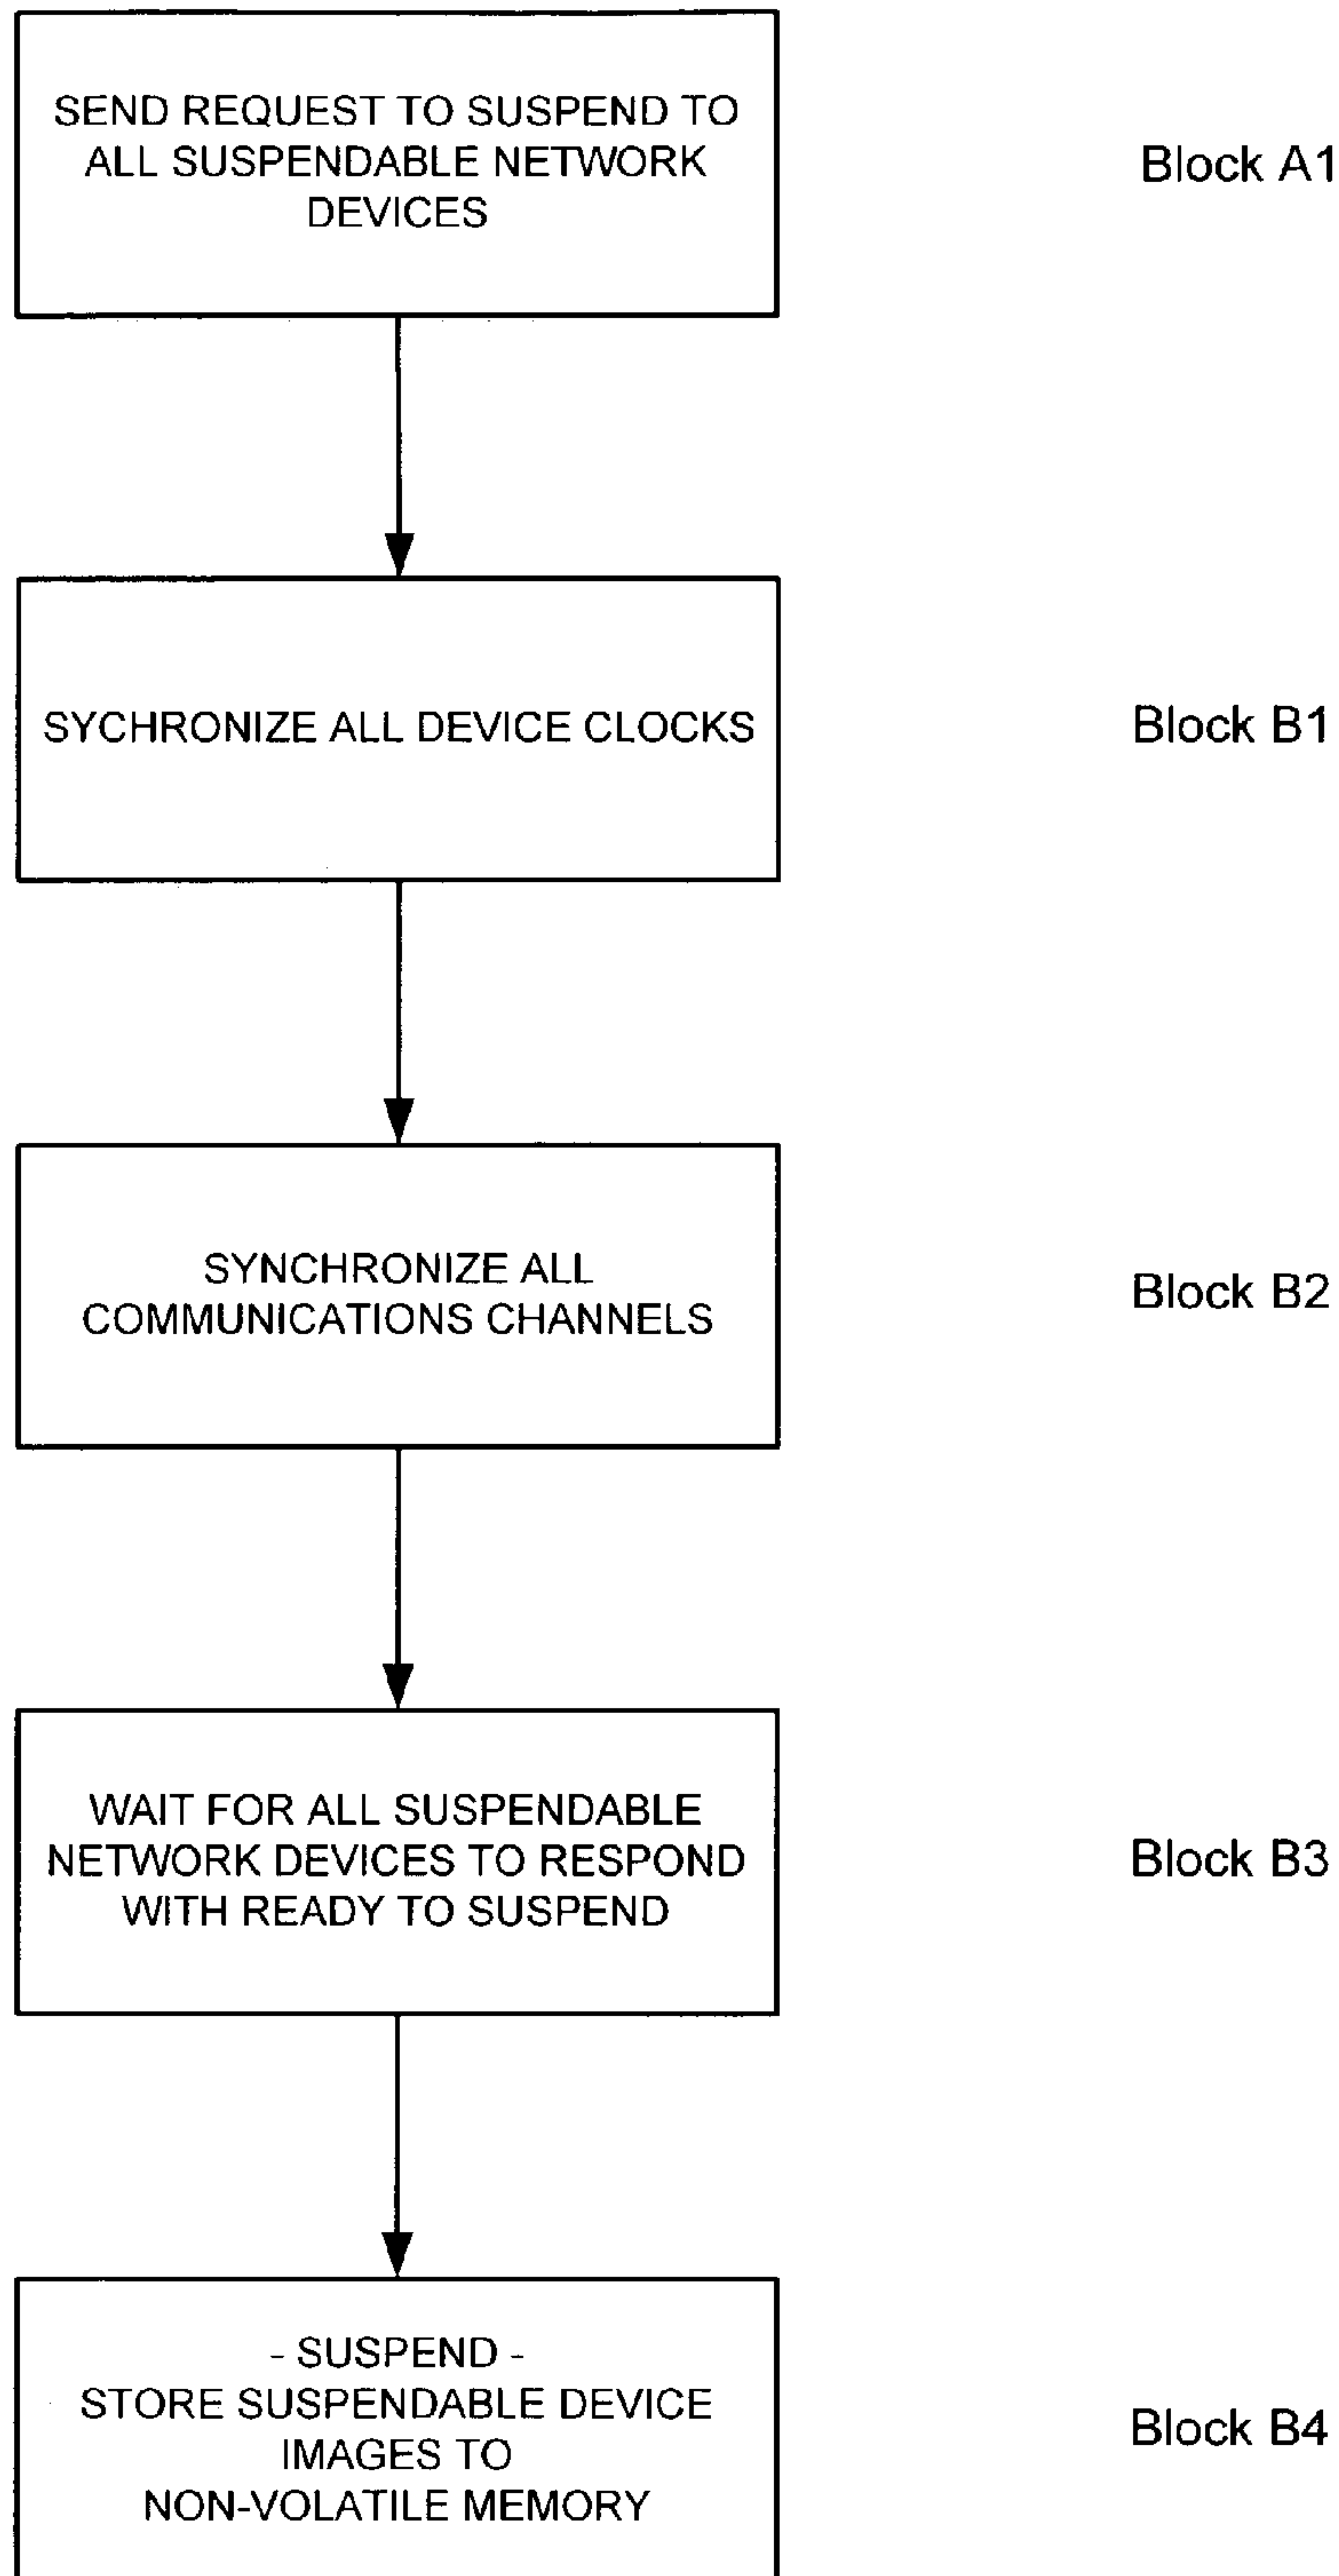 SEND REQUEST TO SUSPEND TO
ALL SUSPENDABLE NETWORK
DEVICES
Block A1
SYCHRONIZE ALL DEVICE CLOCKS
Block B1
SYNCHRONIZE ALL
COMMUNICATIONS CHANNELS
Block B2
WAIT FOR ALL SUSPENDABLE
NETWORK DEVICES TO RESPOND
WITH READY TO SUSPEND
Block B3
- SUSPEND -
STORE SUSPENDABLE DEVICE
IMAGES TO
NON-VOLATILE MEMORY
Block B4